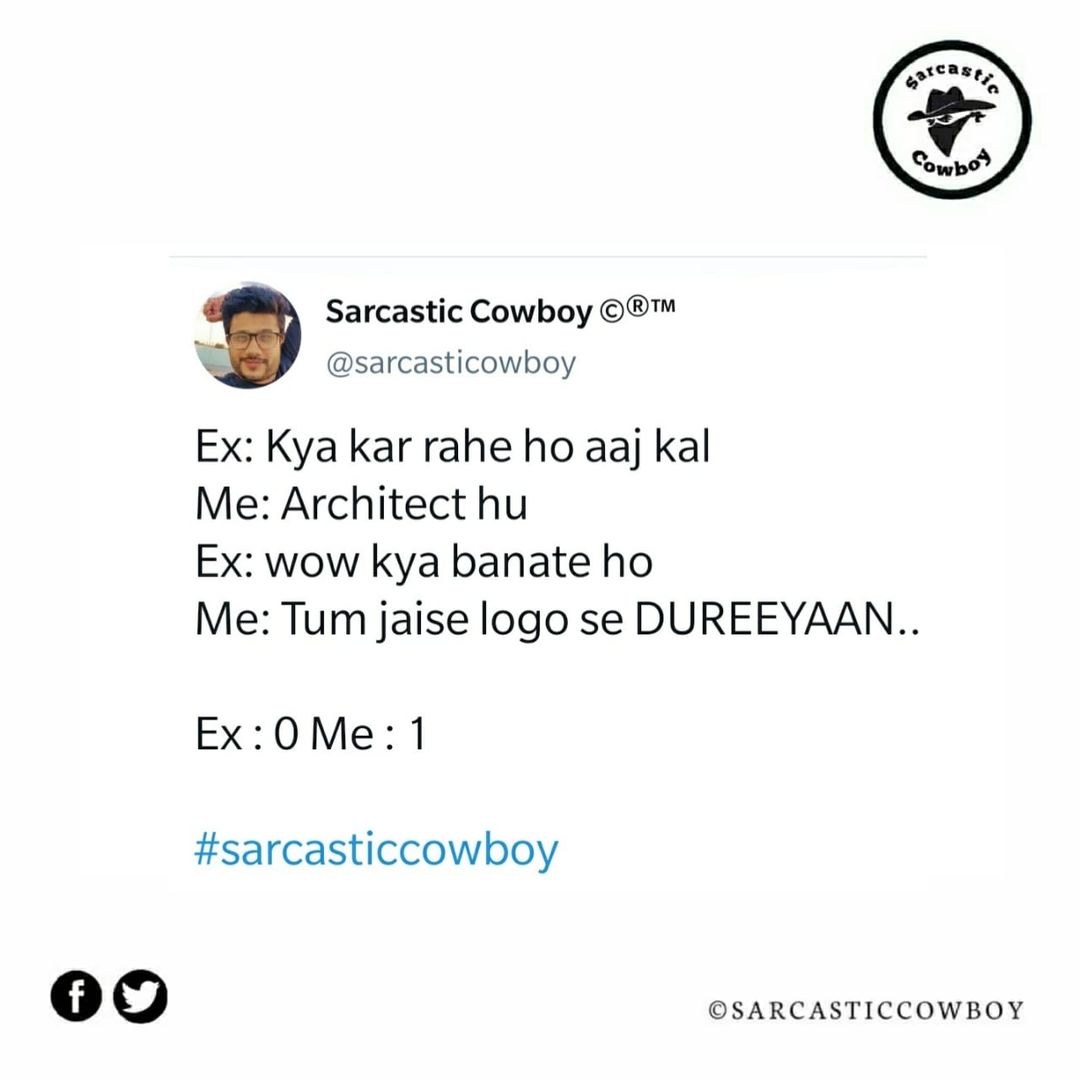 Sarcastic
Cowboy
Sarcastic Cowboy ©®™
@sarcasticowboy
Ex: Kya kar rahe ho aaj kal
Me: Architect hu
Ex: wow kya banate ho
Me: Tum jaise logo se DUREEYAAN..
Ex : 0 Me : 1
#sarcasticcowboy
©SARCASTICCOWBOY